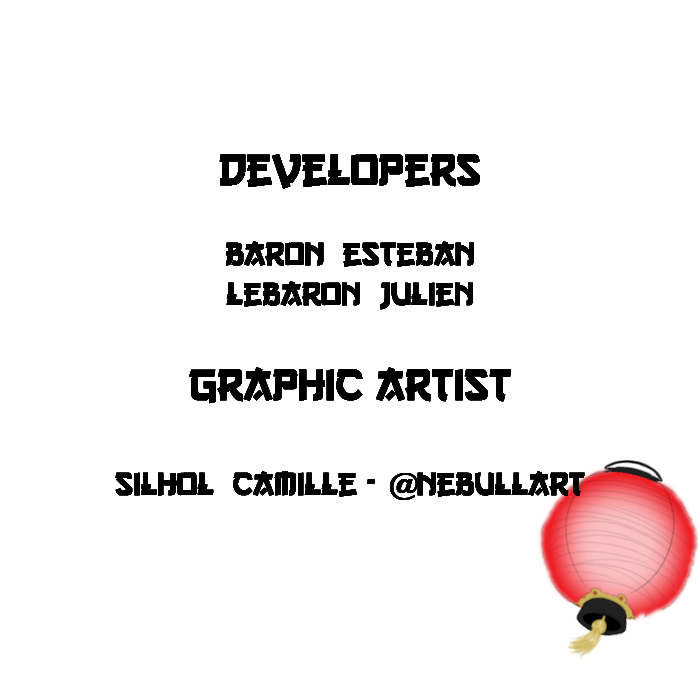 DEVELOPERS
BARON ESTEBAN
LEBARON JULIEN
GRAPHIC ARTIST
SILHOL CAMILLE - @NEBULLART